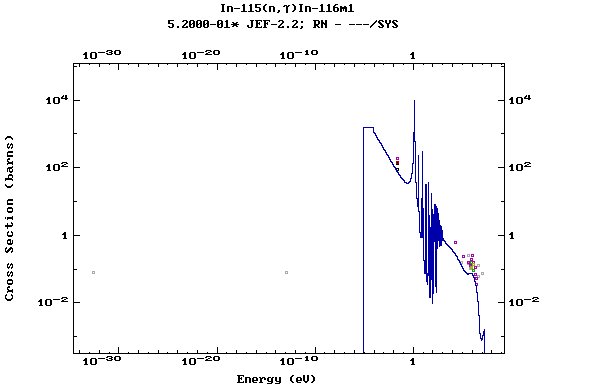 In-115(n,γ)In-116m1
5.2000-01* JEF-2.2; RN - ---/SYS
10-30 10-20 10-10 1
10^4 10^4
10^2 10^2
1 1
10-2 10-2
Cross Section (barns)
10-30 10-20 10-10 1
Energy (eV)